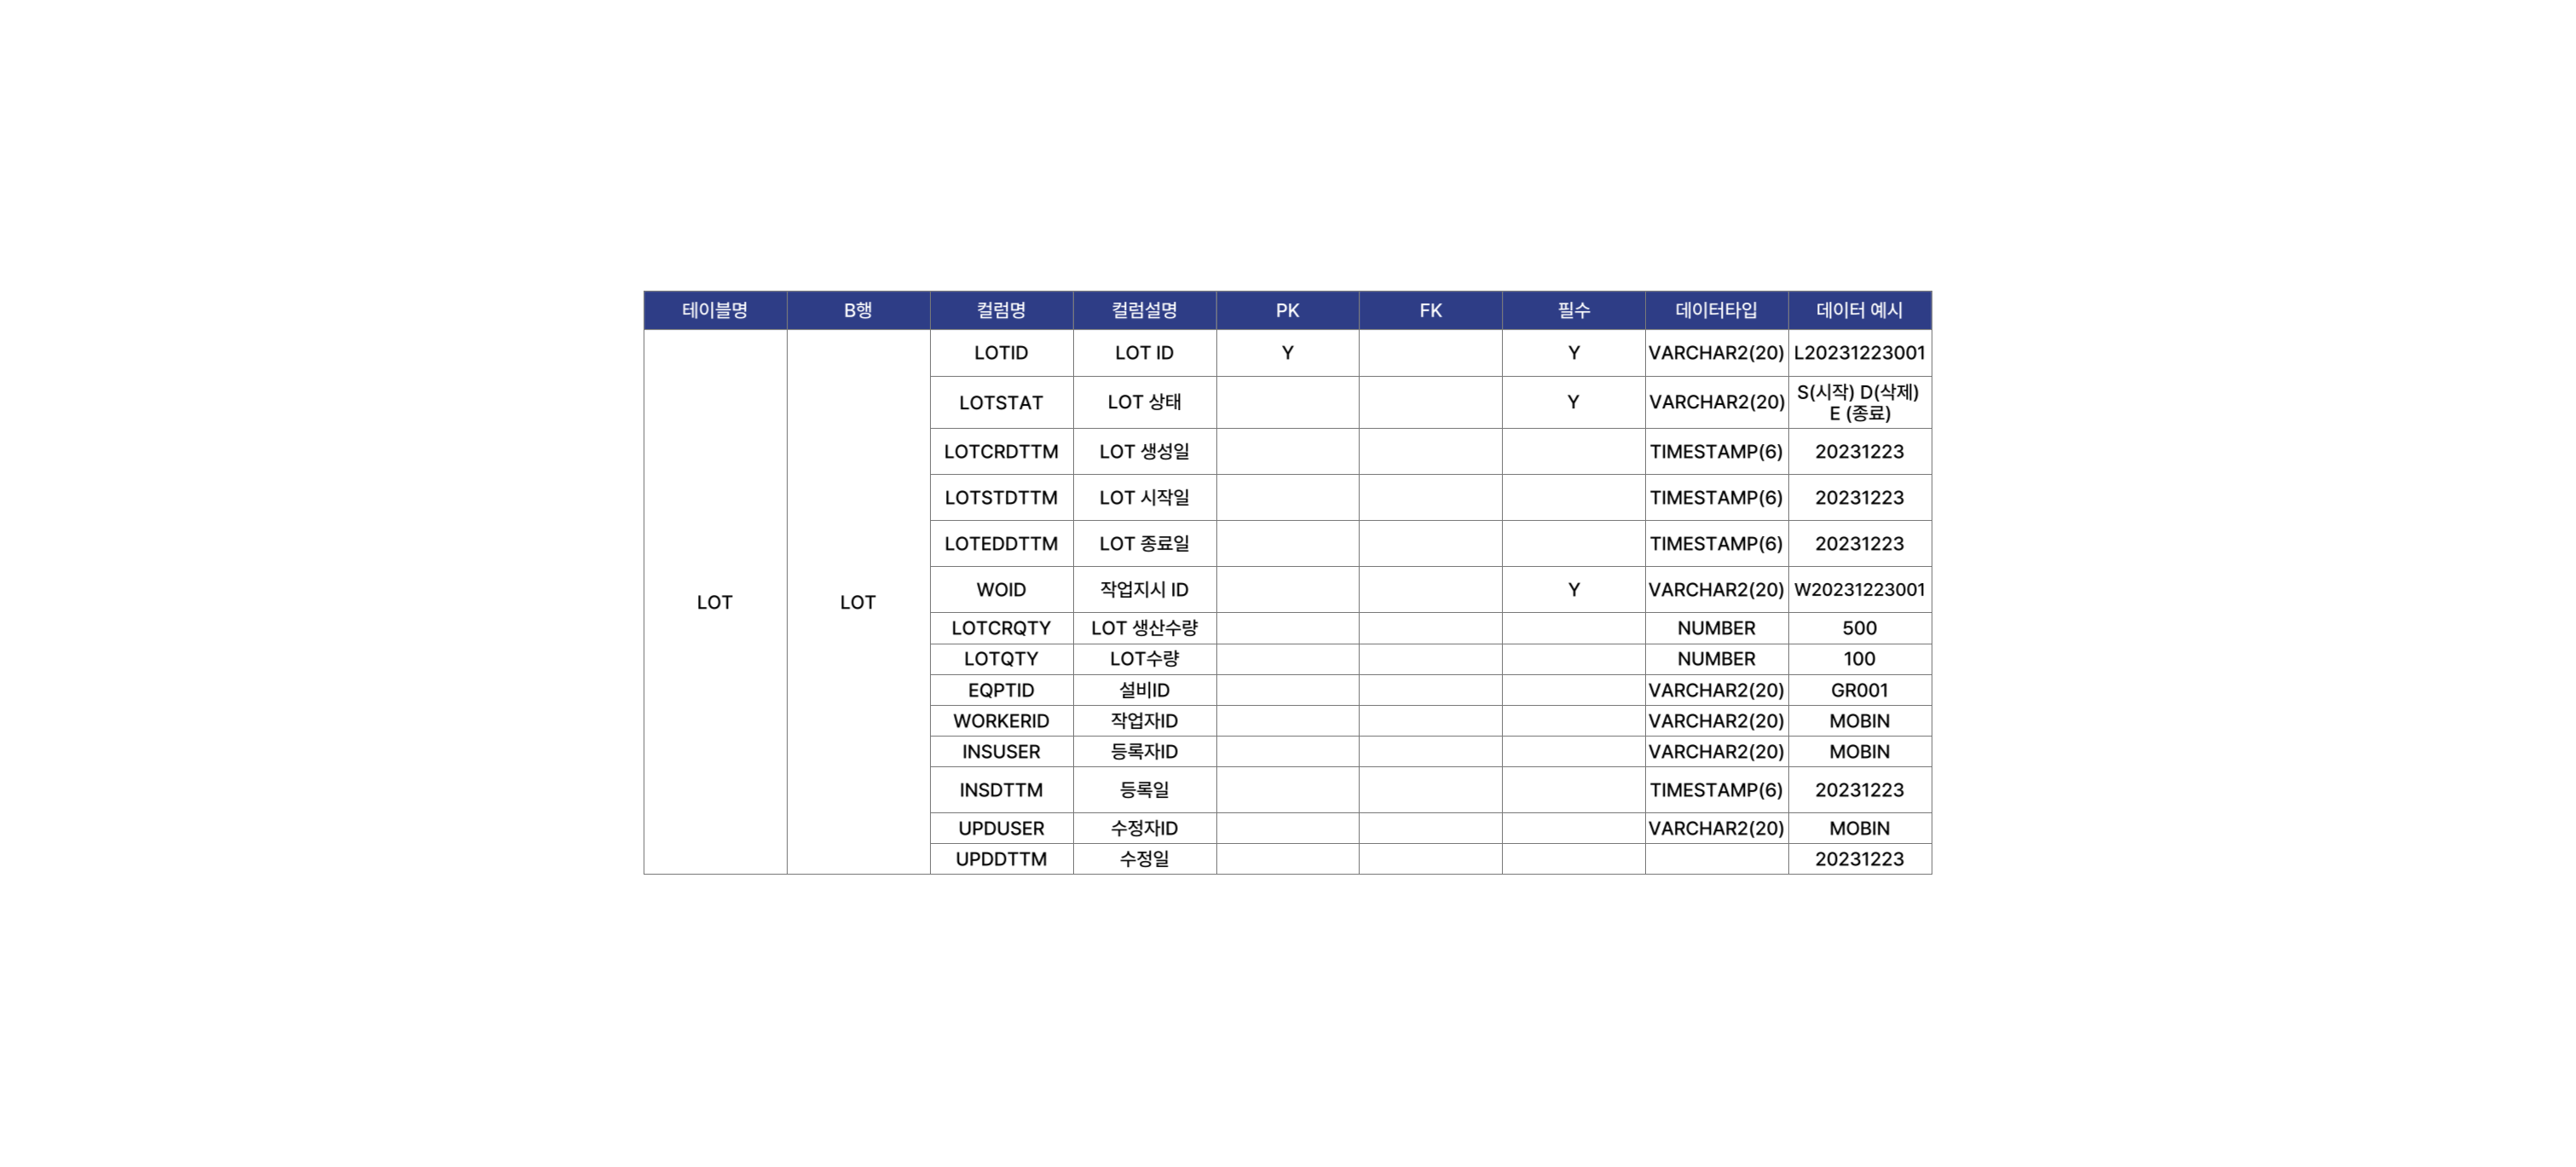 테이블명 B행 컬럼명 컬럼설명 PK FK 필수 데이터타입 데이터 예시
LOT LOT
LOTID LOT ID Y Y VARCHAR2(20) L20231223001
LOTSTAT LOT 상태 Y VARCHAR2(20) S(시작) D(삭제)
E (종료)
LOTCRDTTM LOT 생성일 TIMESTAMP(6) 20231223
LOTSTDTTM LOT 시작일 TIMESTAMP(6) 20231223
LOTEDDTTM LOT 종료일 TIMESTAMP(6) 20231223
WOID 작업지시 ID Y VARCHAR2(20) W20231223001
LOTCRQTY LOT 생산수량 NUMBER 500
LOTQTY LOT수량 NUMBER 100
EQPTID 설비ID VARCHAR2(20) GR001
WORKERID 작업자ID VARCHAR2(20) MOBIN
INSUSER 등록자ID VARCHAR2(20) MOBIN
INSDTTM 등록일 TIMESTAMP(6) 20231223
UPDUSER 수정자ID VARCHAR2(20) MOBIN
UPDDTTM 수정일 20231223